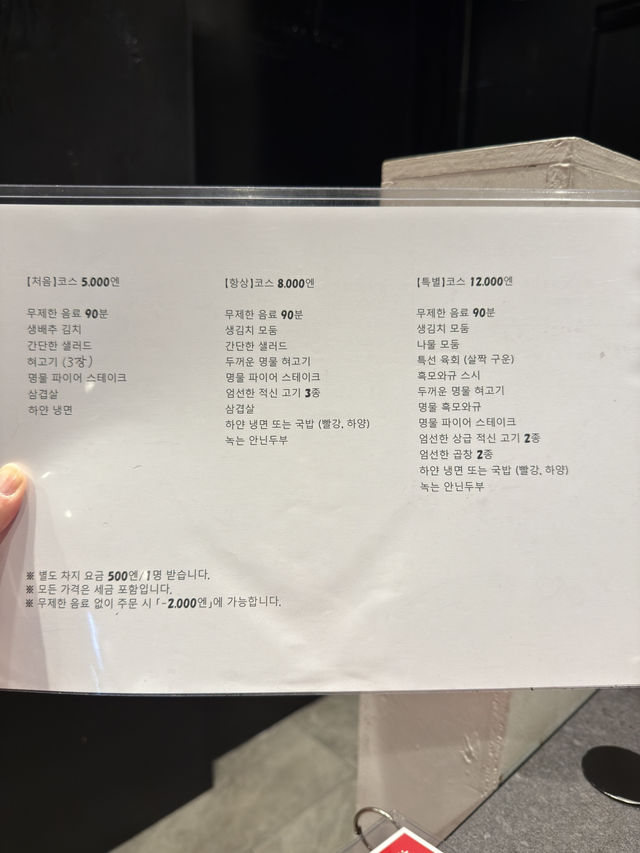 【처음】코스 5.000엔
무제한 음료 90분
생배추 김치
간단한 샐러드
혀고기 (3장)
명물 파이어 스테이크
삼겹살
하얀 냉면
【항상】코스 8.000엔
무제한 음료 90분
생김치 모둠
간단한 샐러드
두꺼운 명물 혀고기
명물 파이어 스테이크
엄선한 적신 고기 3종
삼겹살
하얀 냉면 또는 국밥 (빨강, 하양)
녹는 안닌두부
【특별】코스 12.000엔
무제한 음료 90분
생김치 모둠
나물 모둠
특선 육회 (살짝 구운)
흑모와규 스시
두꺼운 명물 혀고기
명물 흑모와규
명물 파이어 스테이크
엄선한 상급 적신 고기 2종
엄선한 곱창 2종
하얀 냉면 또는 국밥 (빨강, 하양)
녹는 안닌두부
※ 별도 차지 요금 500엔/1명 받습니다.
※ 모든 가격은 세금 포함입니다.
※ 무제한 음료 없이 주문 시 「-2.000엔」에 가능합니다.